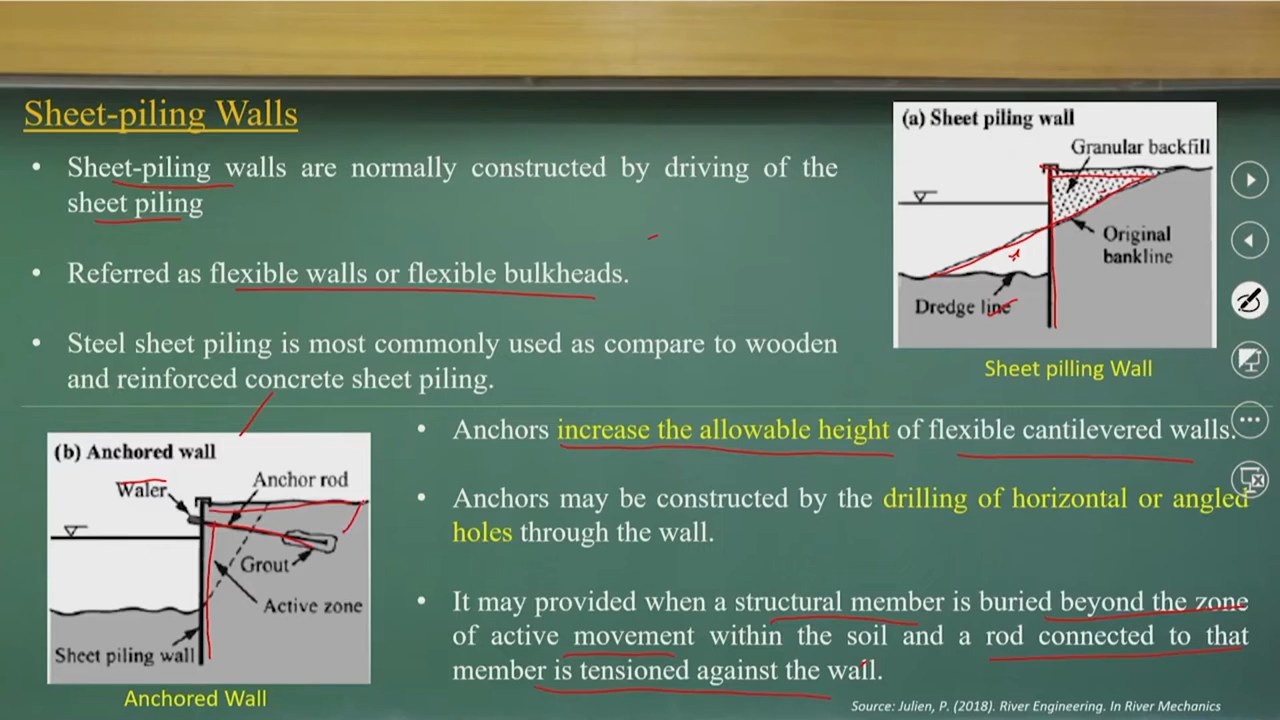 Sheet-piling Walls
• Sheet-piling walls are normally constructed by driving of the
sheet piling
• Referred as flexible walls or flexible bulkheads.
• Steel sheet piling is most commonly used as compare to wooden
and reinforced concrete sheet piling.
(a) Sheet piling wall
Granular backfill
Original
bankline
Dredge line
Sheet pilling Wall
(b) Anchored wall
Waler
Anchor rod
Grout
Active zone
Sheet piling wall
Anchored Wall
• Anchors increase the allowable height of flexible cantilevered walls.
• Anchors may be constructed by the drilling of horizontal or angled
holes through the wall.
• It may provided when a structural member is buried beyond the zone
of active movement within the soil and a rod connected to that
member is tensioned against the wall.
Source: Julien, P. (2018). River Engineering. In River Mechanics